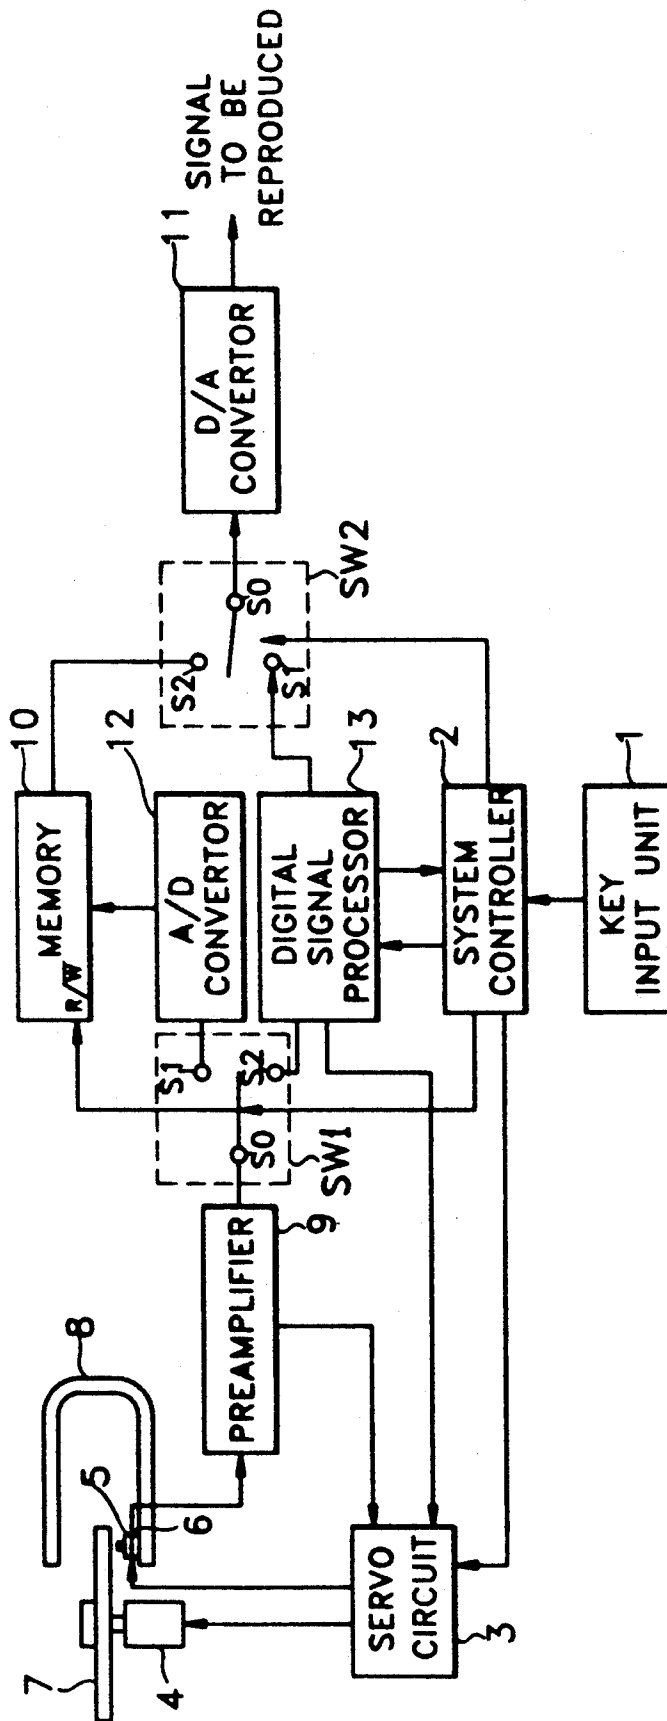 7
4
SERVO
CIRCUIT
3
5
6
8
PREAMPLIFIER
9
S0
S1
S2
SW1
10
MEMORY
R/W
12
A/D
CONVERTOR
DIGITAL
SIGNAL
PROCESSOR
13
SYSTEM
CONTROLLER
2
KEY
INPUT UNIT
1
S2
S0
S1
SW2
D/A
CONVERTOR
11
SIGNAL
TO BE
REPRODUCED